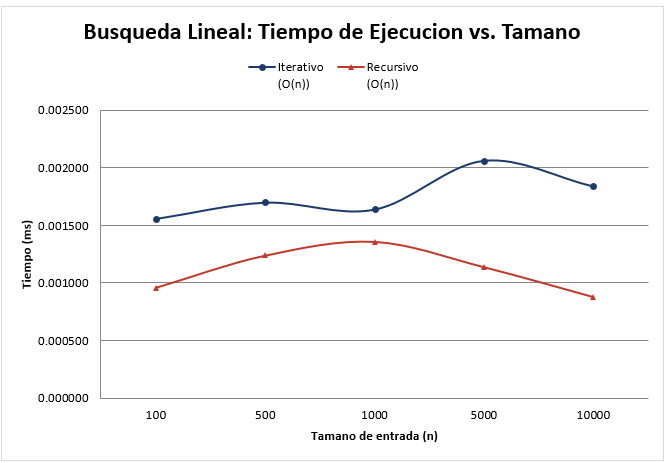 Busqueda Lineal: Tiempo de Ejecucion vs. Tamano
Iterativo
(O(n))
Recursivo
(O(n))
0.002500
0.002000
0.001500
0.001000
0.000500
0.000000
Tiempo (ms)
100
500
1000
5000
10000
Tamano de entrada (n)